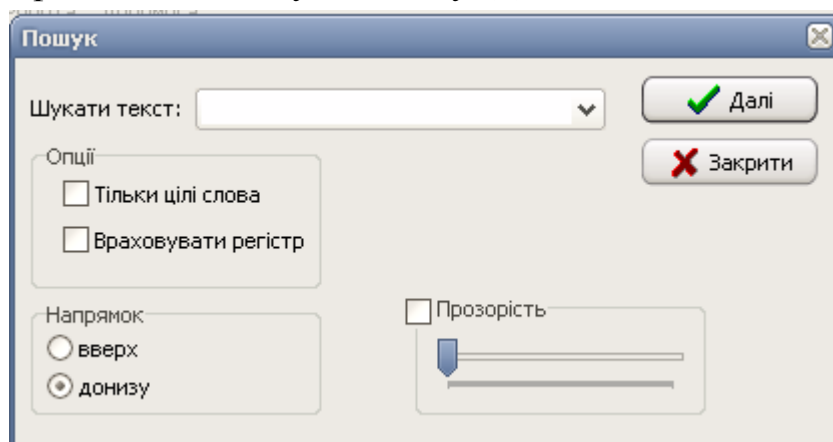 Пошук
Шукати текст:
Далі
Закрити
Опції
Тільки цілі слова
Враховувати регістр
Напрямок
вверх
донизу
Прозорість